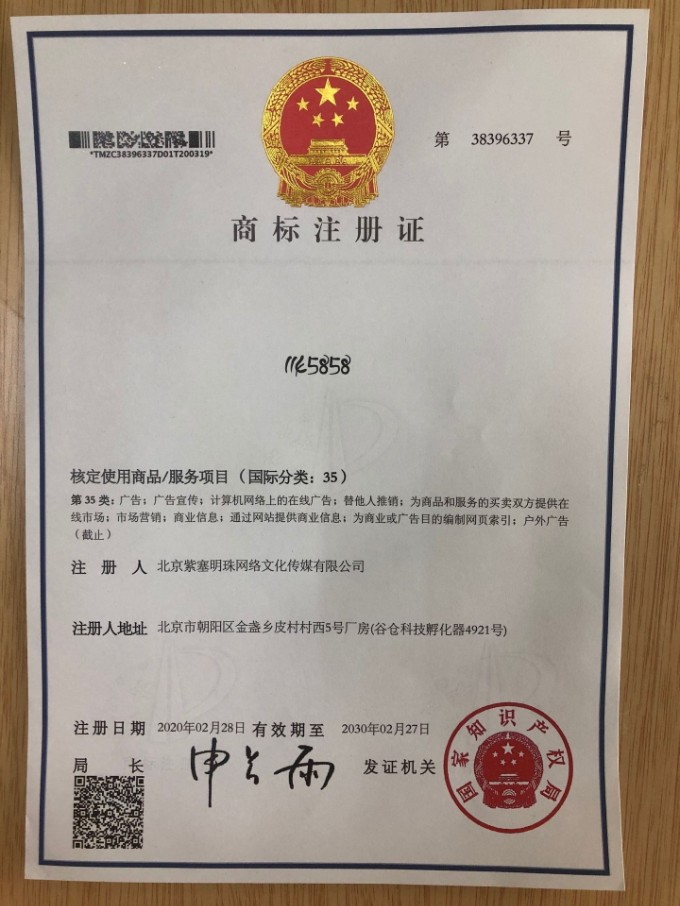 *TMZC38396337D01T200319*
第 38396337 号
商标注册证
核定使用商品/服务项目（国际分类：35）
第 35 类：广告；广告宣传；计算机网络上的在线广告；替他人推销；为商品和服务的买卖双方提供在
线市场；市场营销；商业信息；通过网站提供商业信息；为商业或广告目的编制网页索引；户外广告
（截止）
注册人 北京紫塞明珠网络文化传媒有限公司
注册人地址 北京市朝阳区金盏乡皮村村西5号厂房(谷仓科技孵化器4921号)
注册日期 2020年02月28日 有效期至 2030年02月27日
局长 申长雨 发证机关
国家知识产权局